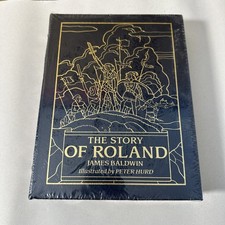 THE STORY
OF ROLAND
JAMES BALDWIN
Illustrated by PETER HURD